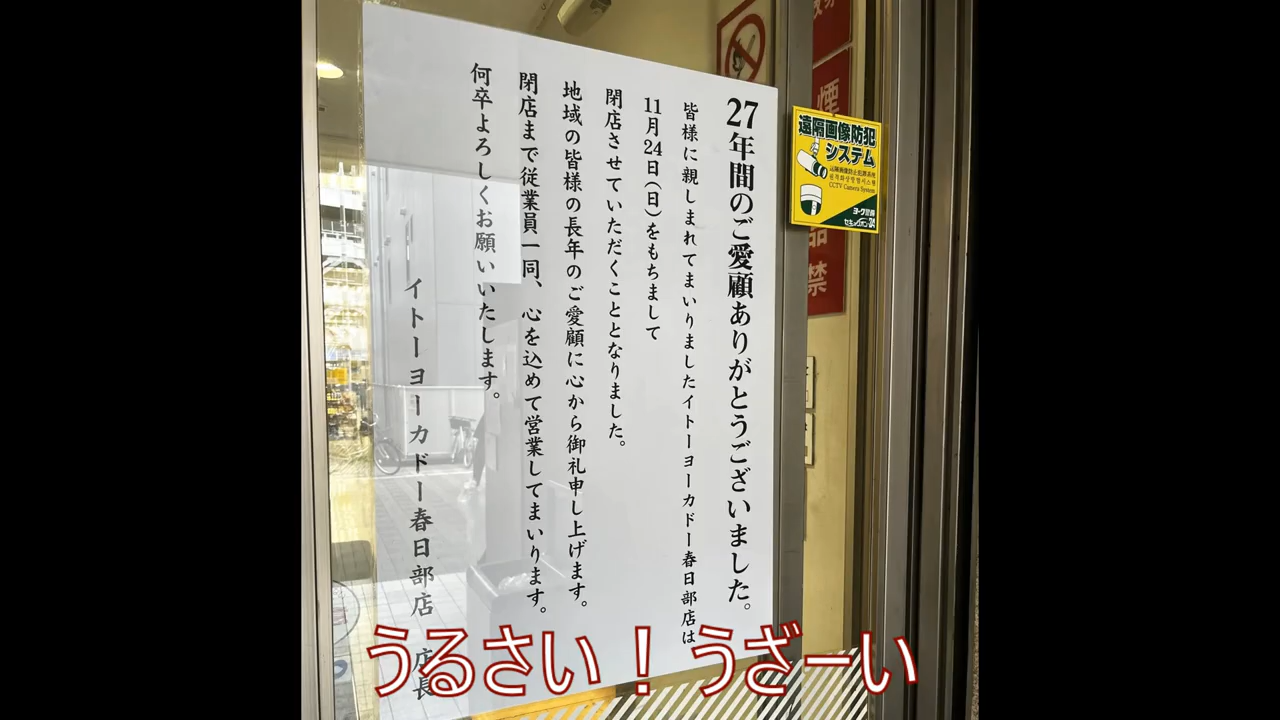 27年間のご愛顧ありがとうございました。
皆様に親しまれてまいりましたイトーヨーカドー春日部店は
11月24日(日)をもちまして
閉店させていただくこととなりました。
地域の皆様の長年のご愛顧に心から御礼申し上げます。
閉店まで従業員一同、心を込めて営業してまいります。
何卒よろしくお願いいたします。
イトーヨーカドー春日部店 店長
遠隔画像防犯
システム
CCTV Camera System
煙
品
禁
うるさい！うざーい